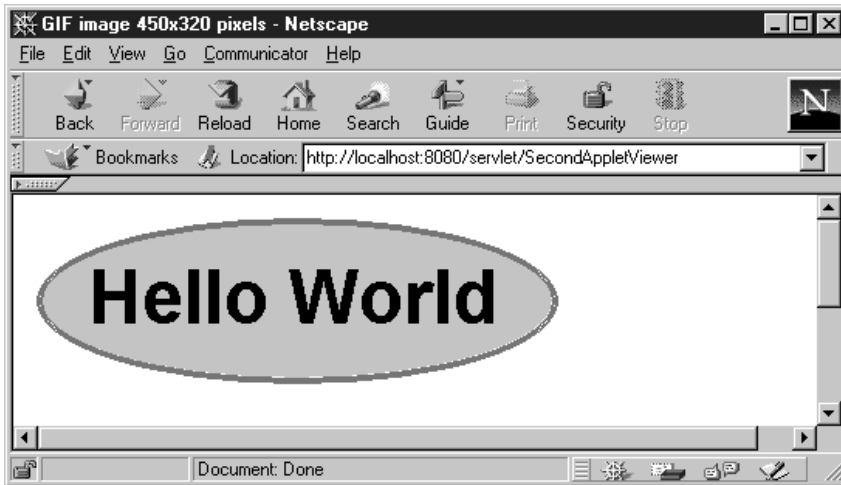 GIF image 450x320 pixels - Netscape
File Edit View Go Communicator Help
Back Forward Reload Home Search Guide Print Security Stop
N
Bookmarks Location: http://localhost:8080/servlet/SecondAppletViewer
Hello World
Document: Done